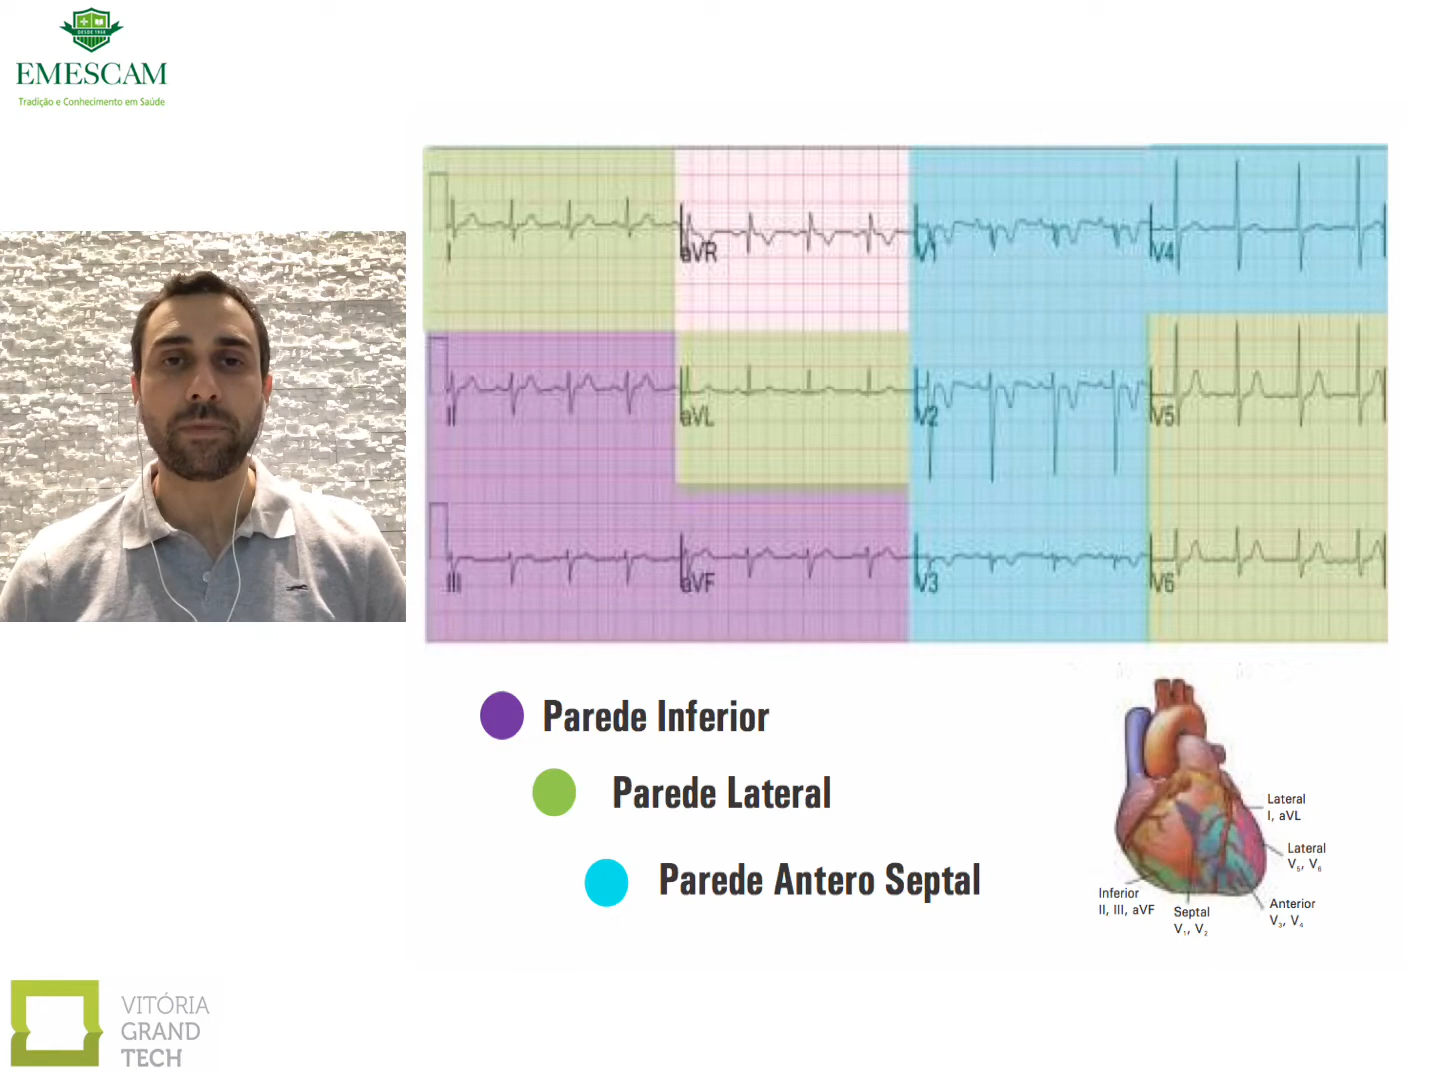 DESDE 1968
EMESCAM
Tradição e Conhecimento em Saúde
I
aVR
V1
V4
II
aVL
V2
V5
III
aVF
V3
V6
Parede Inferior
Parede Lateral
Parede Antero Septal
Lateral
I, aVL
Lateral
V₅, V₆
Inferior
II, III, aVF
Septal
V₁, V₂
Anterior
V₃, V₄
VITÓRIA
GRAND
TECH